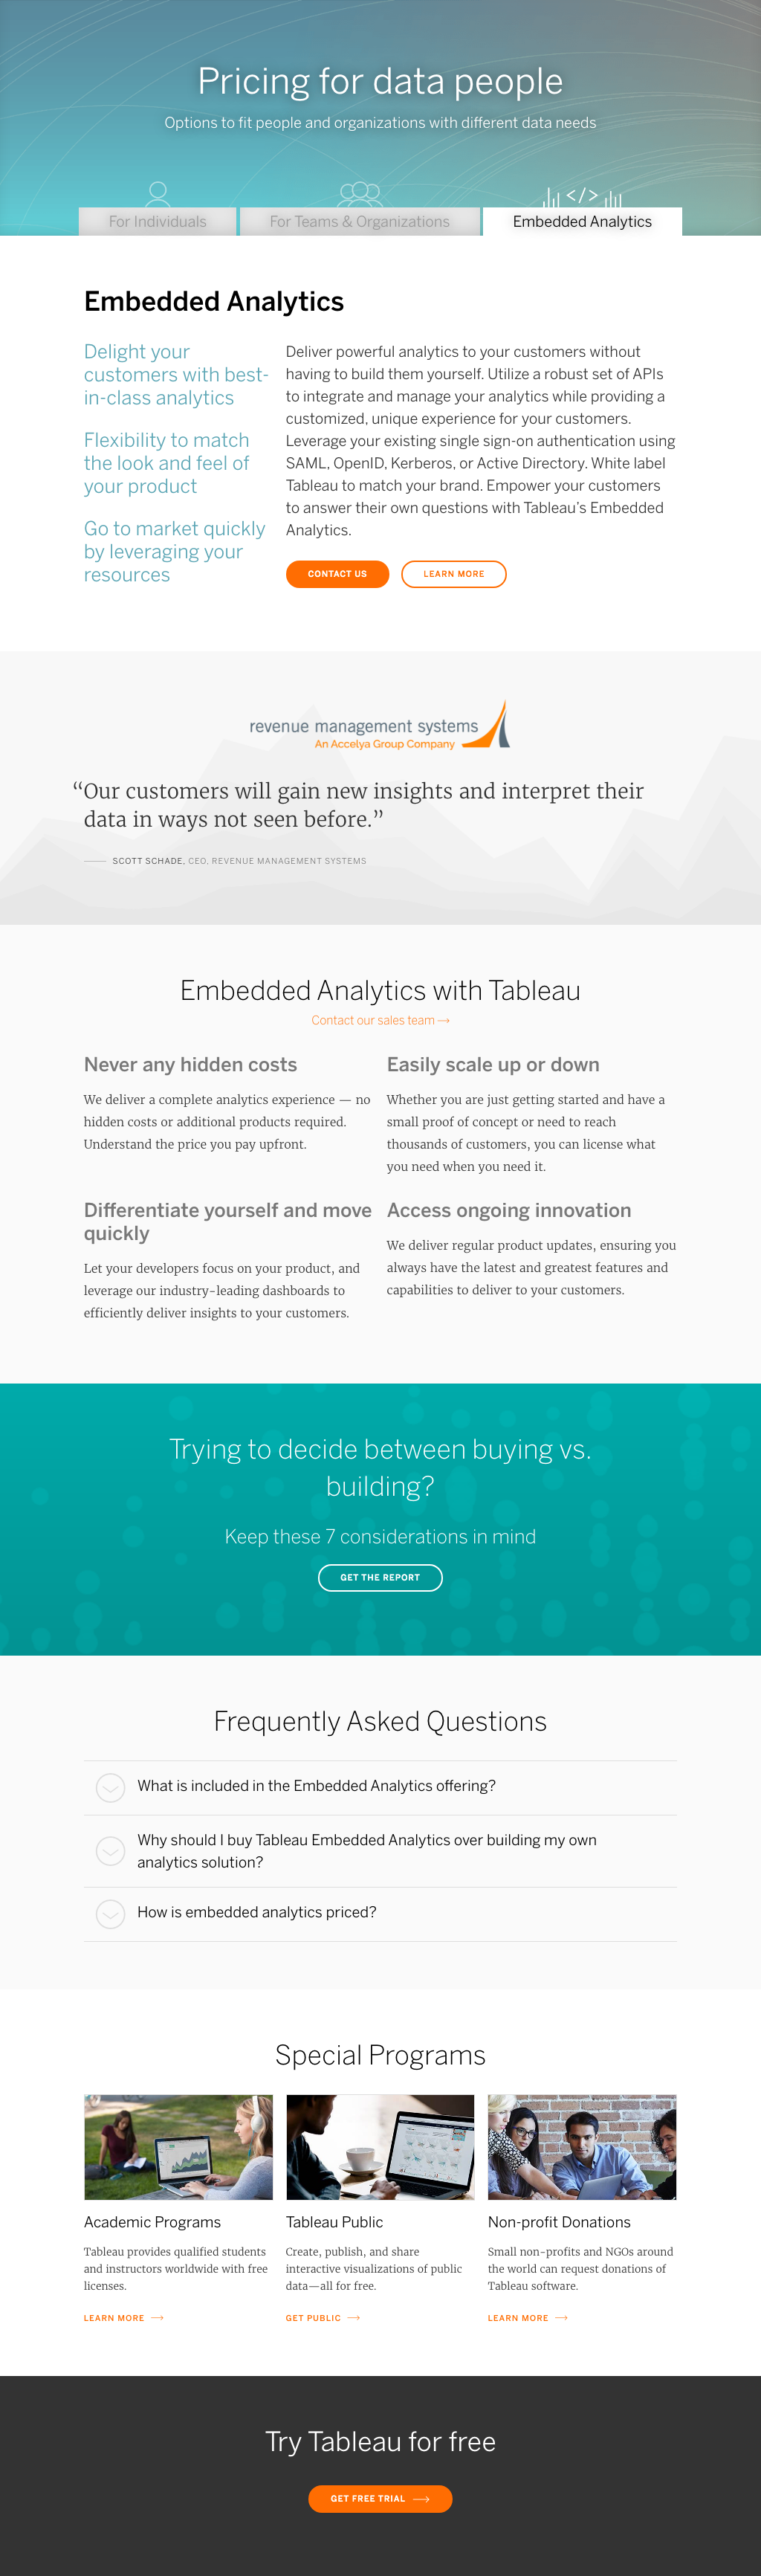 Pricing for data people
Options to fit people and organizations with different data needs
For Individuals
For Teams & Organizations
</>
Embedded Analytics
Embedded Analytics
Delight your
customers with best-
in-class analytics
Flexibility to match
the look and feel of
your product
Go to market quickly
by leveraging your
resources
Deliver powerful analytics to your customers without
having to build them yourself. Utilize a robust set of APIs
to integrate and manage your analytics while providing a
customized, unique experience for your customers.
Leverage your existing single sign-on authentication using
SAML, OpenID, Kerberos, or Active Directory. White label
Tableau to match your brand. Empower your customers
to answer their own questions with Tableau’s Embedded
Analytics.
CONTACT US
LEARN MORE
revenue management systems
An Accelya Group Company
“Our customers will gain new insights and interpret their
data in ways not seen before.”
SCOTT SCHADE, CEO, REVENUE MANAGEMENT SYSTEMS
Embedded Analytics with Tableau
Contact our sales team
Never any hidden costs
We deliver a complete analytics experience — no
hidden costs or additional products required.
Understand the price you pay upfront.
Easily scale up or down
Whether you are just getting started and have a
small proof of concept or need to reach
thousands of customers, you can license what
you need when you need it.
Differentiate yourself and move
quickly
Let your developers focus on your product, and
leverage our industry-leading dashboards to
efficiently deliver insights to your customers.
Access ongoing innovation
We deliver regular product updates, ensuring you
always have the latest and greatest features and
capabilities to deliver to your customers.
Trying to decide between buying vs.
building?
Keep these 7 considerations in mind
GET THE REPORT
Frequently Asked Questions
What is included in the Embedded Analytics offering?
Why should I buy Tableau Embedded Analytics over building my own
analytics solution?
How is embedded analytics priced?
Special Programs
Academic Programs
Tableau provides qualified students
and instructors worldwide with free
licenses.
LEARN MORE
Tableau Public
Create, publish, and share
interactive visualizations of public
data—all for free.
GET PUBLIC
Non-profit Donations
Small non-profits and NGOs around
the world can request donations of
Tableau software.
LEARN MORE
Try Tableau for free
GET FREE TRIAL